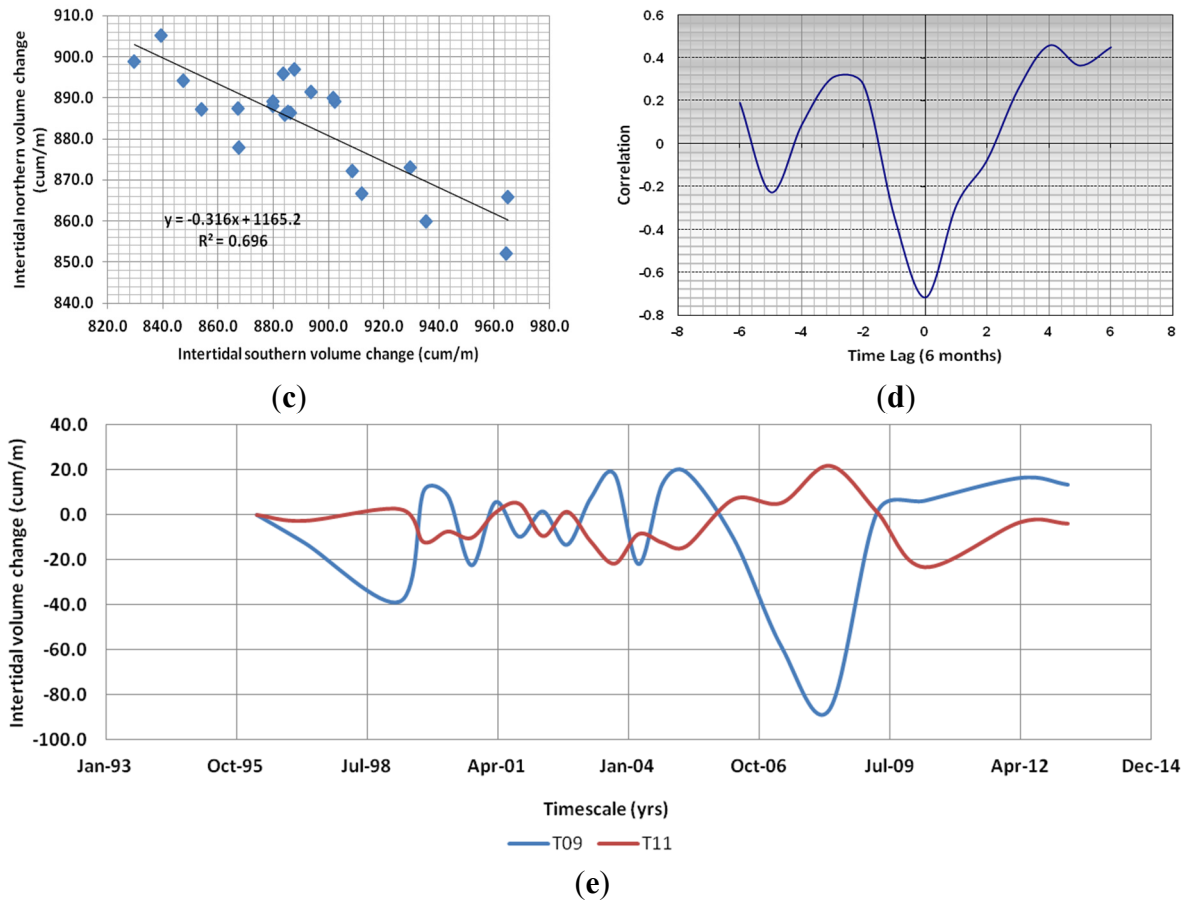 910.0
900.0
890.0
880.0
870.0
860.0
850.0
840.0
Intertidal northern volume change
(cum/m)
y = -0.316x + 1165.2
R² = 0.696
820.0 840.0 860.0 880.0 900.0 920.0 940.0 960.0 980.0
Intertidal southern volume change (cum/m)
(c)
0.6
0.4
0.2
0
-0.2
-0.4
-0.6
-0.8
Correlation
-8 -6 -4 -2 0 2 4 6 8
Time Lag (6 months)
(d)
40.0
20.0
0.0
-20.0
-40.0
-60.0
-80.0
-100.0
Intertidal volume change (cum/m)
Jan-93 Oct-95 Jul-98 Apr-01 Jan-04 Oct-06 Jul-09 Apr-12 Dec-14
Timescale (yrs)
T09 T11
(e)